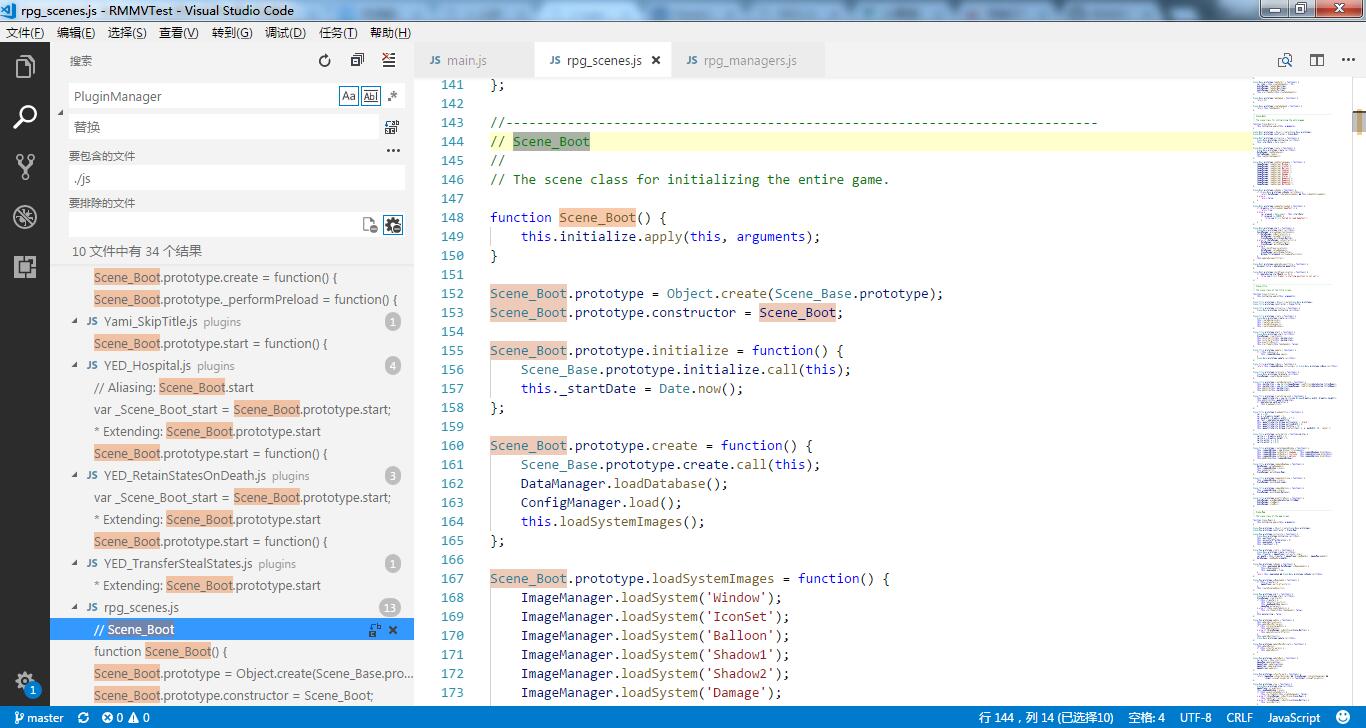 rpg_scenes.js - RMMVTest - Visual Studio Code
文件(F) 编辑(E) 选择(S) 查看(V) 转到(G) 调试(D) 任务(T) 帮助(H)
搜索
PluginManager
Aa Abl .*
替换
要包含的文件
./js
要排除的文件
10 文件中有 34 个结果
Scene_Boot.prototype.create = function() {
Scene_Boot.prototype._performPreload = function() {
JS Yami_SkipTitle.js plugins 1
Scene_Boot.prototype.start = function() {
JS YED_Hospital.js plugins 4
// Aliasing: Scene_Boot.start
var _Scene_Boot_start = Scene_Boot.prototype.start;
* Extending: Scene_Boot.prototype.start
Scene_Boot.prototype.start = function() {
JS YED_RetainStatesOnDeath.js plugins 3
var _Scene_Boot_start = Scene_Boot.prototype.start;
* Extending: Scene_Boot.prototype.start
Scene_Boot.prototype.start = function() {
JS YED_TransferStealStates.js plugins 1
* Extending: Scene_Boot.prototype.start
JS rpg_scenes.js 13
// Scene_Boot
function Scene_Boot() {
Scene_Boot.prototype = Object.create(Scene_Base.pro...
Scene_Boot.prototype.constructor = Scene_Boot;
1
JS main.js JS rpg_scenes.js JS rpg_managers.js
141 };
142
143 //-----------------------------------------------------------------------------
144 // Scene_Boot
145 //
146 // The scene class for initializing the entire game.
147
148 function Scene_Boot() {
149 this.initialize.apply(this, arguments);
150 }
151
152 Scene_Boot.prototype = Object.create(Scene_Base.prototype);
153 Scene_Boot.prototype.constructor = Scene_Boot;
154
155 Scene_Boot.prototype.initialize = function() {
156 Scene_Base.prototype.initialize.call(this);
157 this._startDate = Date.now();
158 };
159
160 Scene_Boot.prototype.create = function() {
161 Scene_Base.prototype.create.call(this);
162 DataManager.loadDatabase();
163 ConfigManager.load();
164 this.loadSystemImages();
165 };
166
167 Scene_Boot.prototype.loadSystemImages = function() {
168 ImageManager.loadSystem('Window');
169 ImageManager.loadSystem('IconSet');
170 ImageManager.loadSystem('Balloon');
171 ImageManager.loadSystem('Shadow1');
172 ImageManager.loadSystem('Shadow2');
173 ImageManager.loadSystem('Damage');
master 0 0 行 144，列 14 (已选择10) 空格: 4 UTF-8 CRLF JavaScript